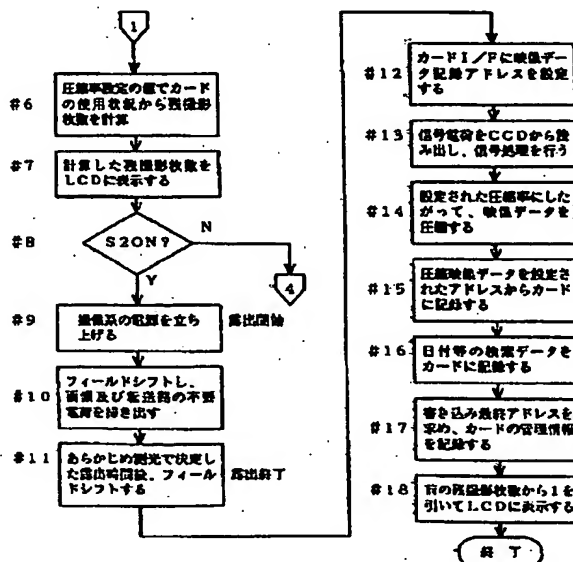 1
#6
圧縮率設定の値でカード
の使用状況から残撮影
枚数を計算
#7
計算した残撮影枚数を
LCDに表示する
#8
S2ON?
N
Y
4
#9
撮像系の電源を立ち
上げる
露出開始
#10
フィールドシフトし、
画像及び転送路の不要
電荷を掃き出す
#11
あらかじめ測光で決定し
た露出時間後、フィール
ドシフトする
露出終了
#12
カードI/Fに映像デー
タ記録アドレスを設定
する
#13
信号電荷をCCDから読
み出し、信号処理を行う
#14
設定された圧縮率にした
がって、映像データを
圧縮する
#15
圧縮映像データを設定さ
れたアドレスからカード
に記録する
#16
日付等の検索データを
カードに記録する
#17
書き込み最終アドレスを
求め、カードの管理情報
を記録する
#18
前の残撮影枚数から1を
引いてLCDに表示する
終了